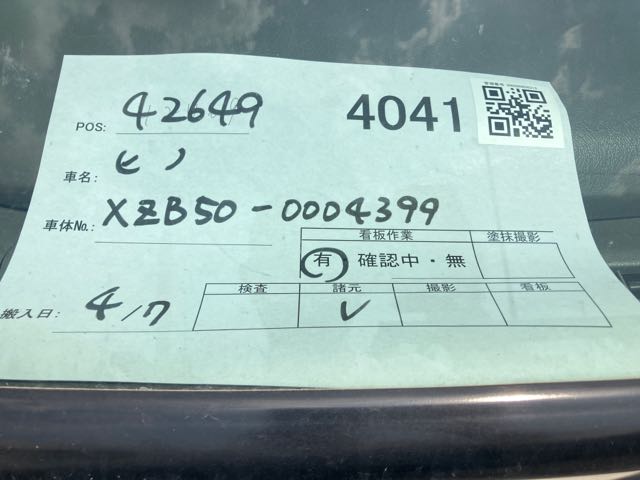 POS: 42649 4041
車名: ヒノ
車体No.: XZB50-0004399
看板作業 塗抹撮影
有 確認中・無
検査 諸元 撮影 看板
搬入日: 4/7 レ